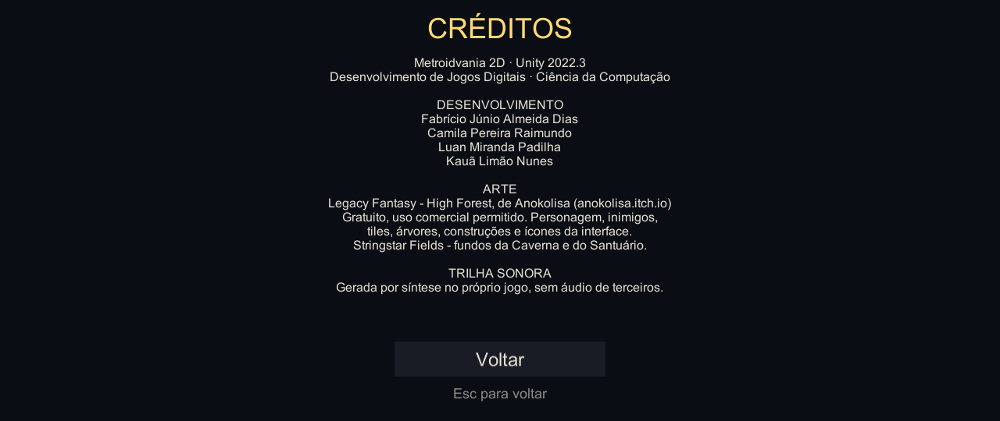 CRÉDITOS
Metroidvania 2D · Unity 2022.3
Desenvolvimento de Jogos Digitais · Ciência da Computação
DESENVOLVIMENTO
Fabrício Júnio Almeida Dias
Camila Pereira Raimundo
Luan Miranda Padilha
Kauã Limão Nunes
ARTE
Legacy Fantasy - High Forest, de Anokolisa (anokolisa.itch.io)
Gratuito, uso comercial permitido. Personagem, inimigos,
tiles, árvores, construções e ícones da interface.
Stringstar Fields - fundos da Caverna e do Santuário.
TRILHA SONORA
Gerada por síntese no próprio jogo, sem áudio de terceiros.
Voltar
Esc para voltar